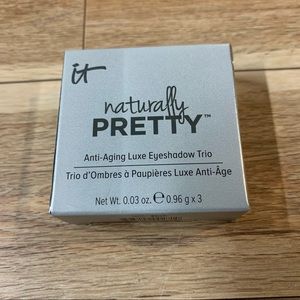 it
naturally
PRETTY™
Anti-Aging Luxe Eyeshadow Trio
Trio d'Ombres à Paupières Luxe Anti-Âge
Net Wt. 0.03 oz. ℮ 0.96 g x 3